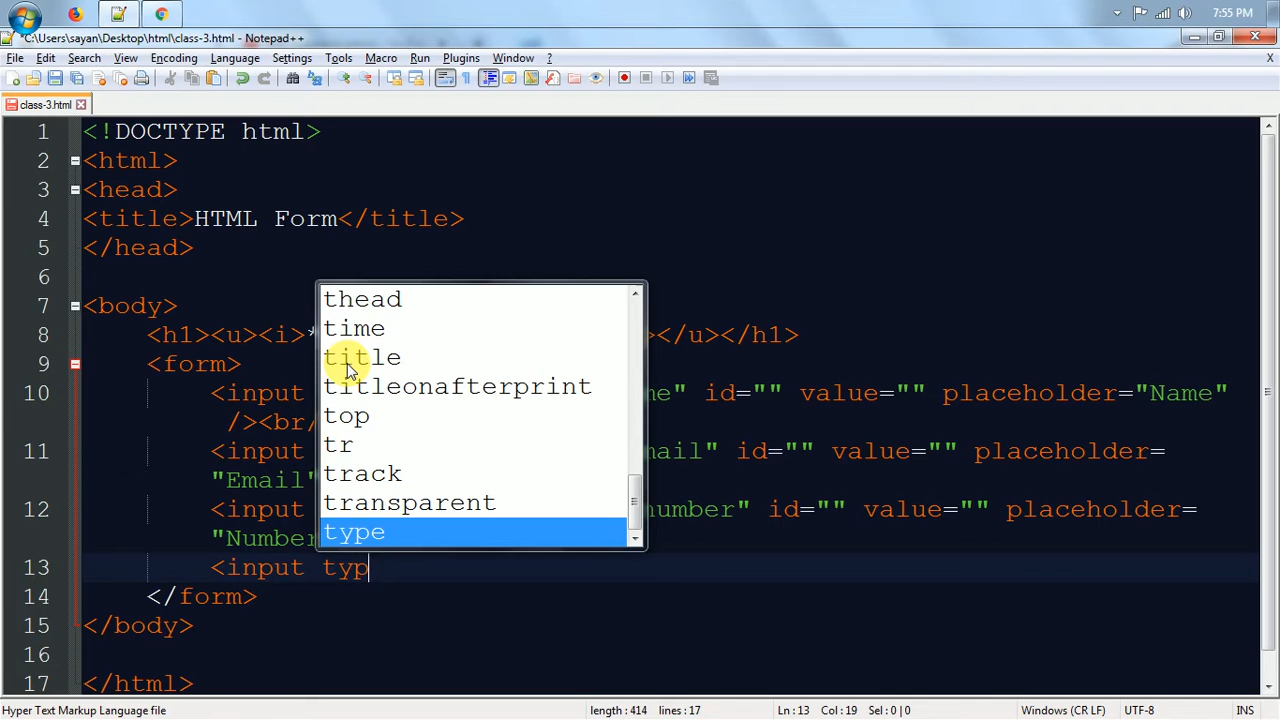 7:55 PM
*C:\Users\sayan\Desktop\html\class-3.html - Notepad++
File Edit Search View Encoding Language Settings Tools Macro Run Plugins Window ? X
class-3.html
1 <!DOCTYPE html>
2 <html>
3 <head>
4 <title>HTML Form</title>
5 </head>
6
7 <body>
8 <h1><u><i>* ></u></h1>
9 <form>
10 <input me" id="" value="" placeholder="Name"
/><br/
11 <input mail" id="" value="" placeholder=
"Email"
12 <input number" id="" value="" placeholder=
"Number
13 <input typ
14 </form>
15 </body>
16
17 </html>
thead
time
title
titleonafterprint
top
tr
track
transparent
type
Hyper Text Markup Language file length : 414 lines : 17 Ln : 13 Col : 19 Sel : 0 | 0 Windows (CR LF) UTF-8 INS